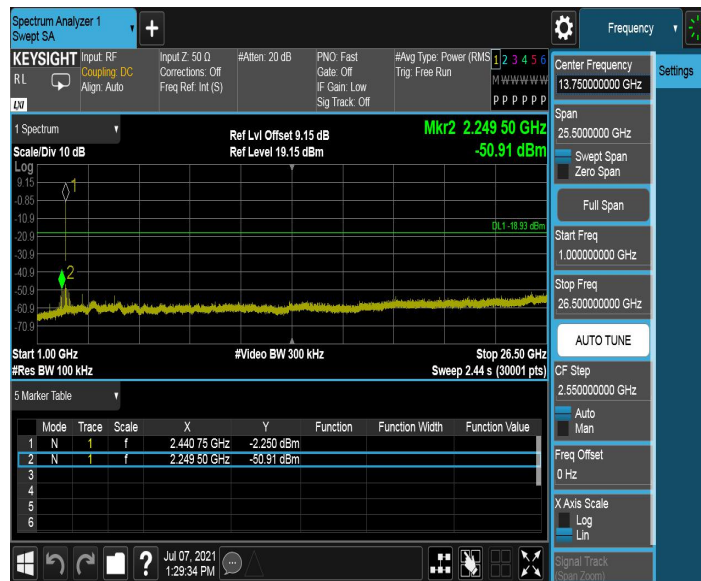 Spectrum Analyzer 1
Swept SA
+
Frequency
KEYSIGHT
RL
LXI
Input: RF
Coupling: DC
Align: Auto
Input Z: 50 Ω
Corrections: Off
Freq Ref: Int (S)
#Atten: 20 dB
PNO: Fast
Gate: Off
IF Gain: Low
Sig Track: Off
#Avg Type: Power (RMS
Trig: Free Run
1 2 3 4 5 6
M W W W W W
P P P P P P
1 Spectrum
Scale/Div 10 dB
Ref Lvl Offset 9.15 dB
Ref Level 19.15 dBm
Mkr2 2.249 50 GHz
-50.91 dBm
Log
9.15
-0.85
-10.9
-20.9
-30.9
-40.9
-50.9
-60.9
-70.9
1
2
DL1 -18.93 dBm
Start 1.00 GHz
#Video BW 300 kHz
Stop 26.50 GHz
#Res BW 100 kHz
Sweep 2.44 s (30001 pts)
5 Marker Table
Mode Trace Scale X Y Function Function Width Function Value
1 N 1 f 2.440 75 GHz -2.250 dBm
2 N 1 f 2.249 50 GHz -50.91 dBm
3
4
5
6
?
Jul 07, 2021
1:29:34 PM
Center Frequency
13.750000000 GHz
Settings
Span
25.5000000 GHz
Swept Span
Zero Span
Full Span
Start Freq
1.000000000 GHz
Stop Freq
26.500000000 GHz
AUTO TUNE
CF Step
2.550000000 GHz
Auto
Man
Freq Offset
0 Hz
X Axis Scale
Log
Lin
Signal Track
(Span Zoom)